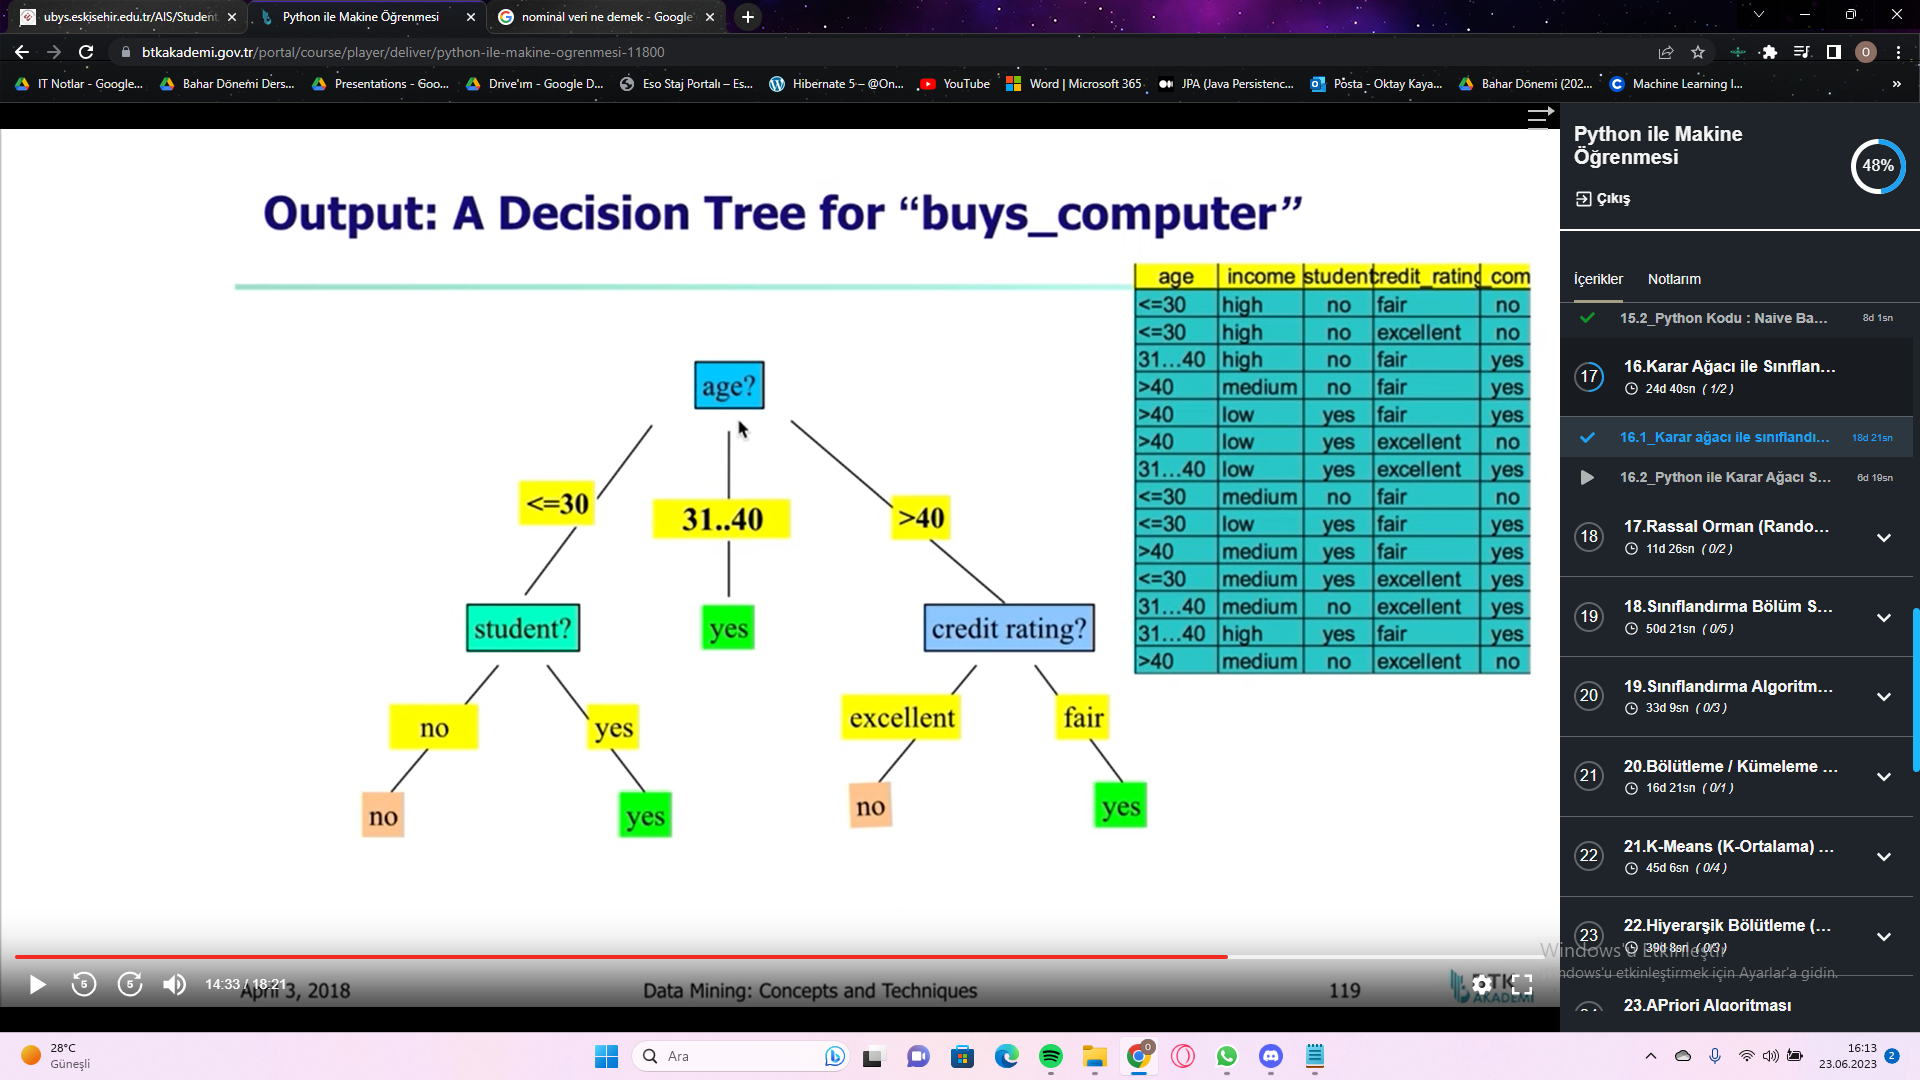 ubys.eskisehir.edu.tr/AIS/Student
Python ile Makine Öğrenmesi
nominal veri ne demek - Google'
btkakademi.gov.tr/portal/course/player/deliver/python-ile-makine-ogrenmesi-11800
IT Notlar - Google...
Bahar Dönemi Ders...
Presentations - Goo...
Drive'ım - Google D...
Eso Staj Portalı – Es...
Hibernate 5 – @On...
YouTube
Word | Microsoft 365
JPA (Java Persistenc...
Posta - Oktay Kaya...
Bahar Dönemi (202...
Machine Learning I...
»
Output: A Decision Tree for “buys_computer”
age income student credit_rating _com
<=30 high no fair no
<=30 high no excellent no
31…40 high no fair yes
>40 medium no fair yes
>40 low yes fair yes
>40 low yes excellent no
31…40 low yes excellent yes
<=30 medium no fair no
<=30 low yes fair yes
>40 medium yes fair yes
<=30 medium yes excellent yes
31…40 medium no excellent yes
31…40 high yes fair yes
>40 medium no excellent no
age?
<=30
31..40
>40
student?
yes
credit rating?
no
yes
excellent
fair
no
yes
no
yes
14:33 / 18:21
April 3, 2018
Data Mining: Concepts and Techniques
119
BTK
AKADEMİ
Python ile Makine
Öğrenmesi
48%
Çıkış
İçerikler
Notlarım
15.2_Python Kodu : Naive Ba...
8d 1sn
17
16.Karar Ağacı ile Sınıflan...
24d 40sn ( 1/2 )
16.1_Karar ağacı ile sınıflandı...
18d 21sn
16.2_Python ile Karar Ağacı S...
6d 19sn
18
17.Rassal Orman (Rando...
11d 26sn ( 0/2 )
19
18.Sınıflandırma Bölüm S...
50d 21sn ( 0/5 )
20
19.Sınıflandırma Algoritm...
33d 9sn ( 0/3 )
21
20.Bölütleme / Kümeleme ...
16d 21sn ( 0/1 )
22
21.K-Means (K-Ortalama) ...
45d 6sn ( 0/4 )
23
22.Hiyerarşik Bölütleme (...
39d 8sn ( 0/3 )
Windows'u Etkinleştir
Windows'u etkinleştirmek için Ayarlar'a gidin.
23.APriori Algoritması
28°C
Güneşli
Ara
16:13
23.06.2023
2